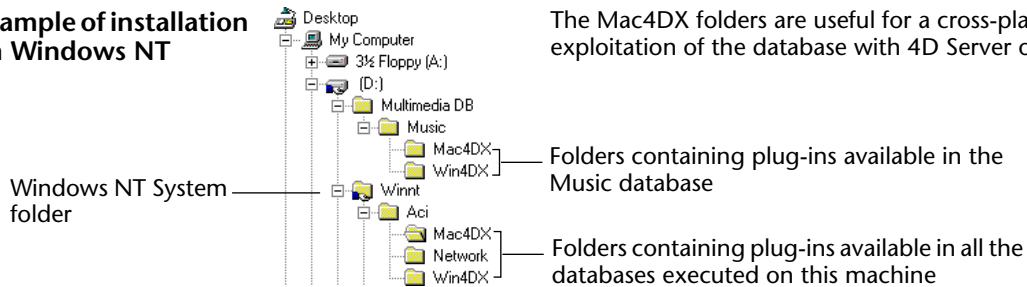 ample of installation
Windows NT
Desktop
My Computer
3½ Floppy (A:)
(D:)
Multimedia DB
Music
Mac4DX
Win4DX
Winnt
Aci
Mac4DX
Network
Win4DX
Windows NT System
folder
The Mac4DX folders are useful for a cross-pla
exploitation of the database with 4D Server o
Folders containing plug-ins available in the
Music database
Folders containing plug-ins available in all the
databases executed on this machine